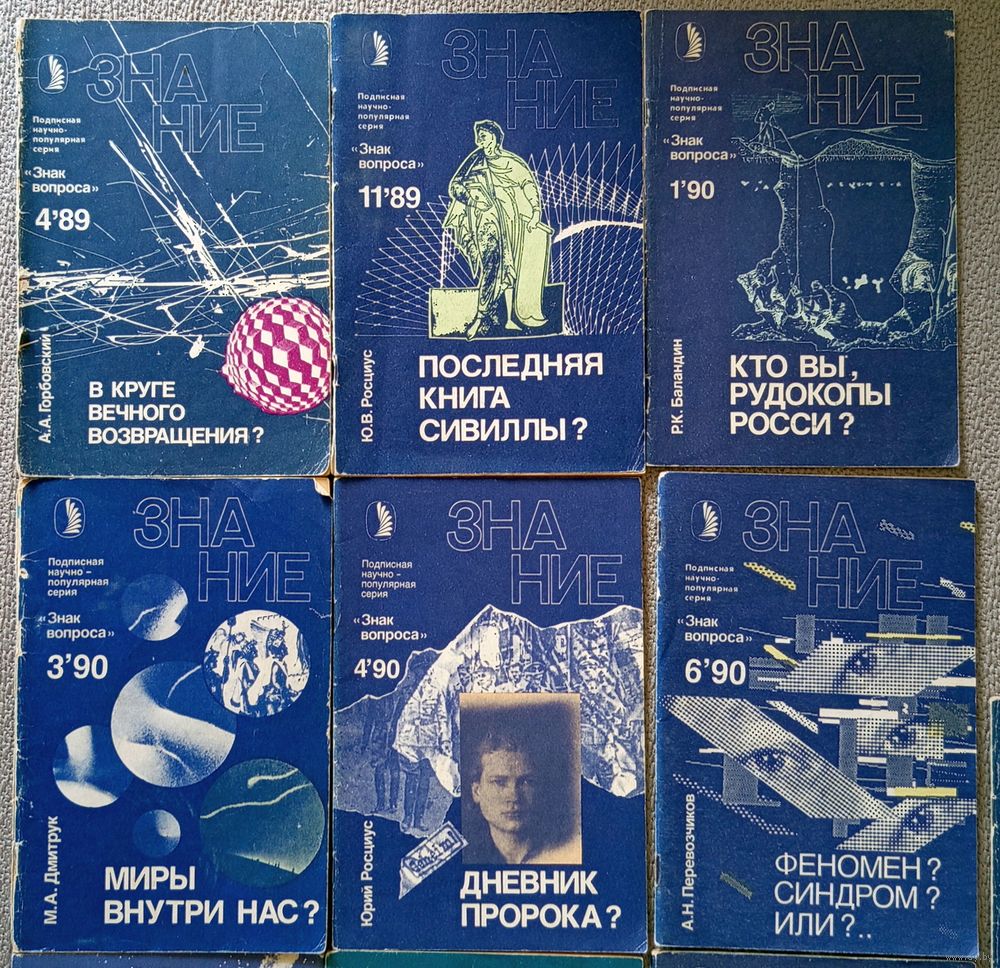 ЗНА
НИЕ
Подписная
научно-
популярная
серия
«Знак
вопроса»
4'89
А.А.Горбовский
В КРУГЕ
ВЕЧНОГО
ВОЗВРАЩЕНИЯ?
ЗНА
НИЕ
Подписная
научно-
популярная
серия
«Знак
вопроса»
11'89
Ю.В. Росциус
ПОСЛЕДНЯЯ
КНИГА
СИВИЛЛЫ?
ЗНА
НИЕ
Подписная
научно-
популярная
серия
«Знак
вопроса»
1'90
Р.К. Баландин
КТО ВЫ,
РУДОКОПЫ
РОССИ?
ЗНА
НИЕ
Подписная
научно –
популярная
серия
«Знак
вопроса»
3'90
М.А. Дмитрук
МИРЫ
ВНУТРИ НАС?
ЗНА
НИЕ
Подписная
научно –
популярная
серия
«Знак
вопроса»
4'90
Юрий Росциус
ДНЕВНИК
ПРОРОКА?
ЗНА
НИЕ
Подписная
научно-
популярная
серия
«Знак
вопроса»
6'90
А.Н. Перевозчиков
ФЕНОМЕН?
СИНДРОМ?
ИЛИ?..